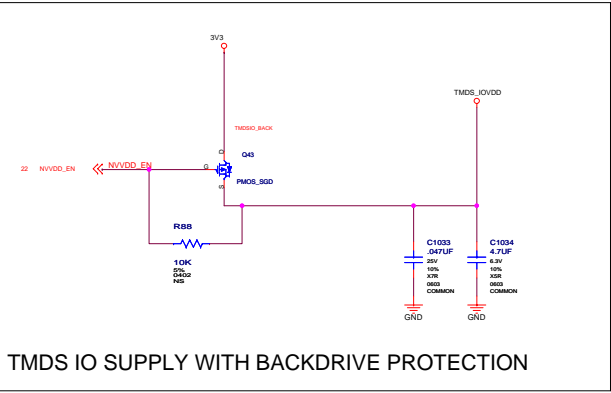 3V3
TMDS_IOVDD
TMDSIO_BACK
D
Q43
22 NVVDD_EN NVVDD_EN
G
PMOS_SGD
S
R88
10K
5%
0402
NS
C1033
.047UF
25V
10%
X7R
0603
COMMON
C1034
4.7UF
6.3V
10%
X5R
0603
COMMON
GND
GND
TMDS IO SUPPLY WITH BACKDRIVE PROTECTION